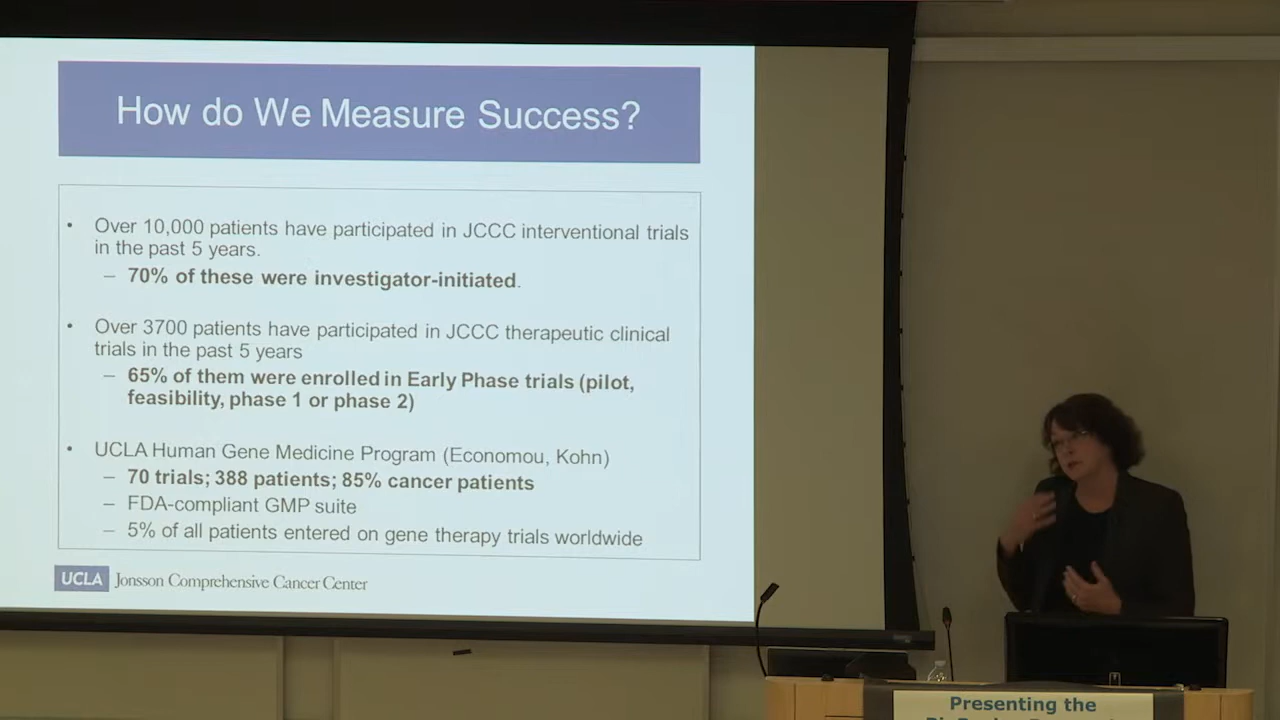 How do We Measure Success?
• Over 10,000 patients have participated in JCCC interventional trials
in the past 5 years.
– 70% of these were investigator-initiated.
• Over 3700 patients have participated in JCCC therapeutic clinical
trials in the past 5 years
– 65% of them were enrolled in Early Phase trials (pilot,
feasibility, phase 1 or phase 2)
• UCLA Human Gene Medicine Program (Economou, Kohn)
– 70 trials; 388 patients; 85% cancer patients
– FDA-compliant GMP suite
– 5% of all patients entered on gene therapy trials worldwide
UCLA Jonsson Comprehensive Cancer Center
Presenting the